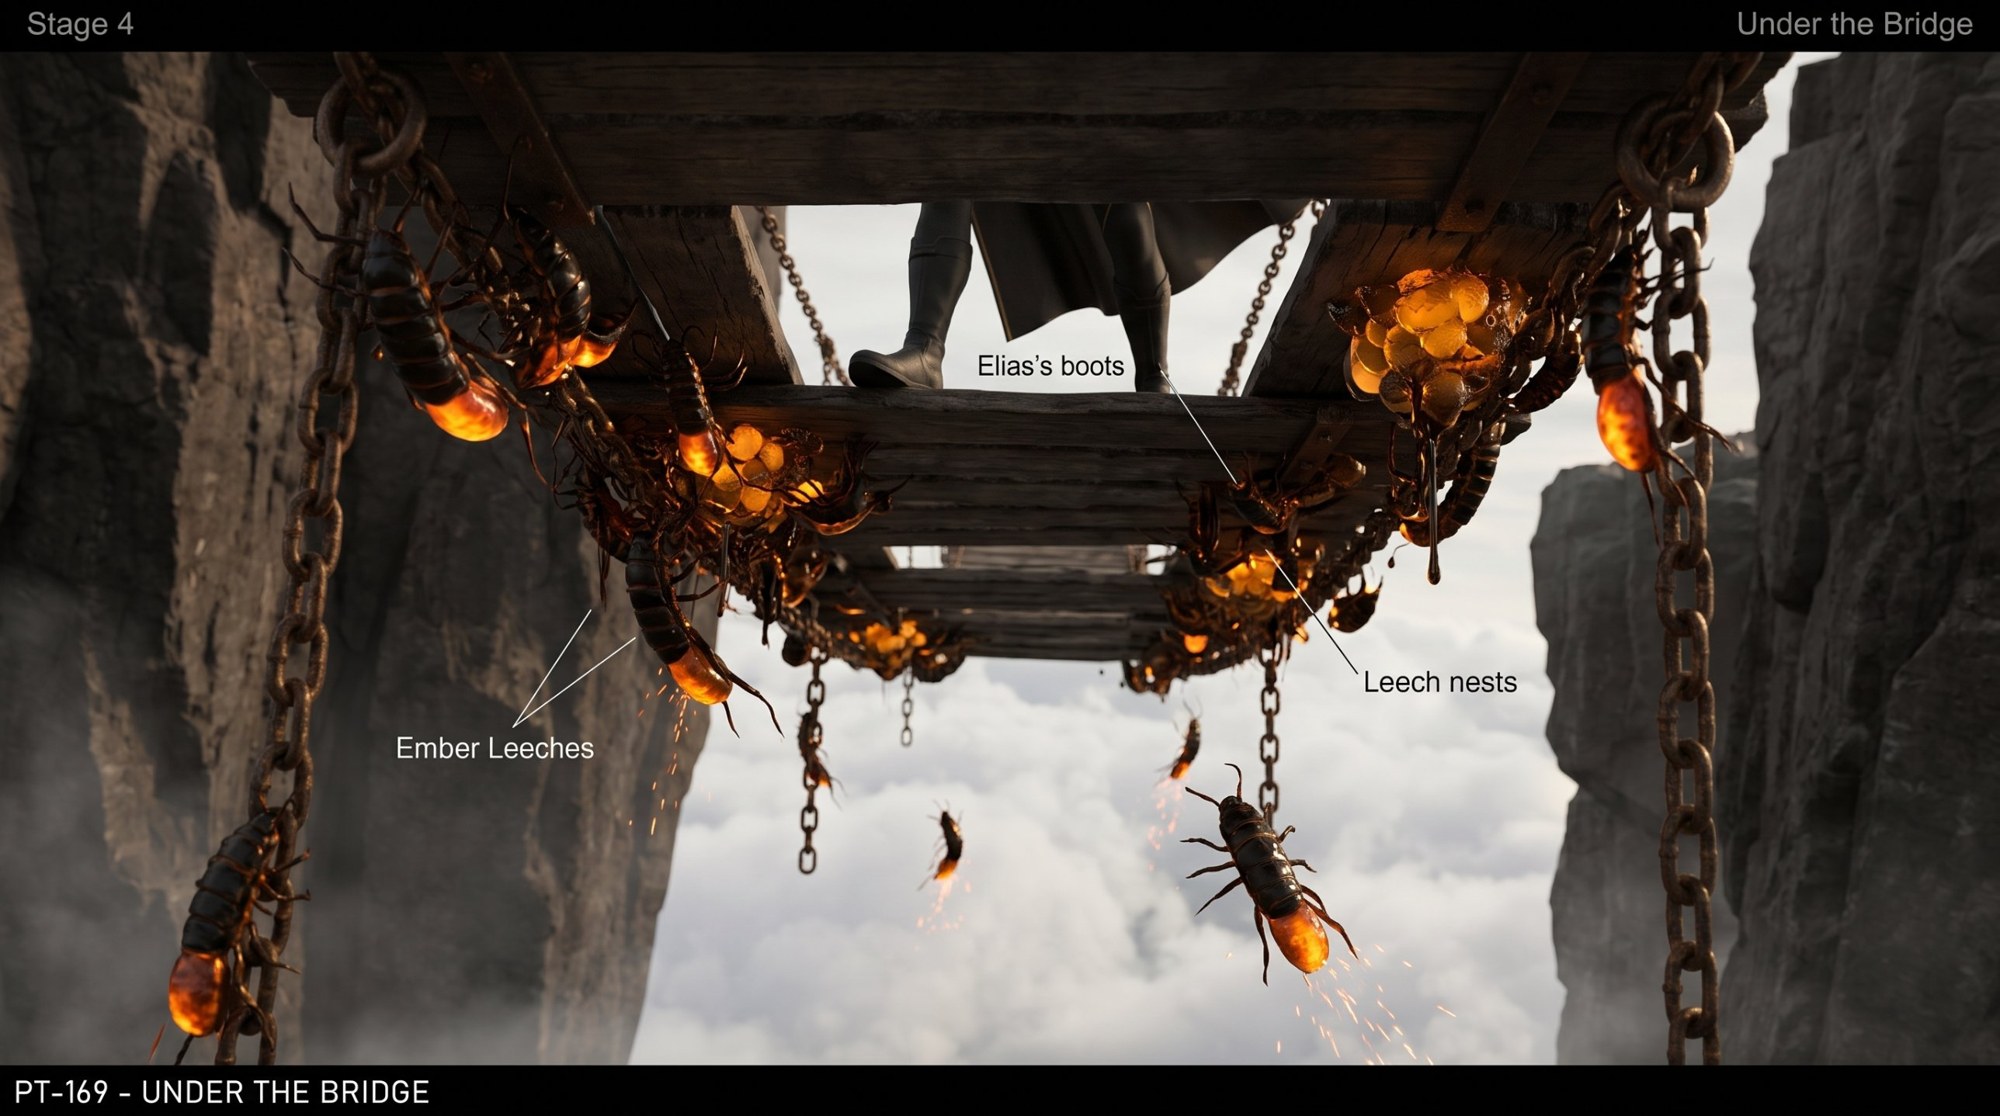 Stage 4
Under the Bridge
Elias’s boots
Leech nests
Ember Leeches
PT-169 - UNDER THE BRIDGE